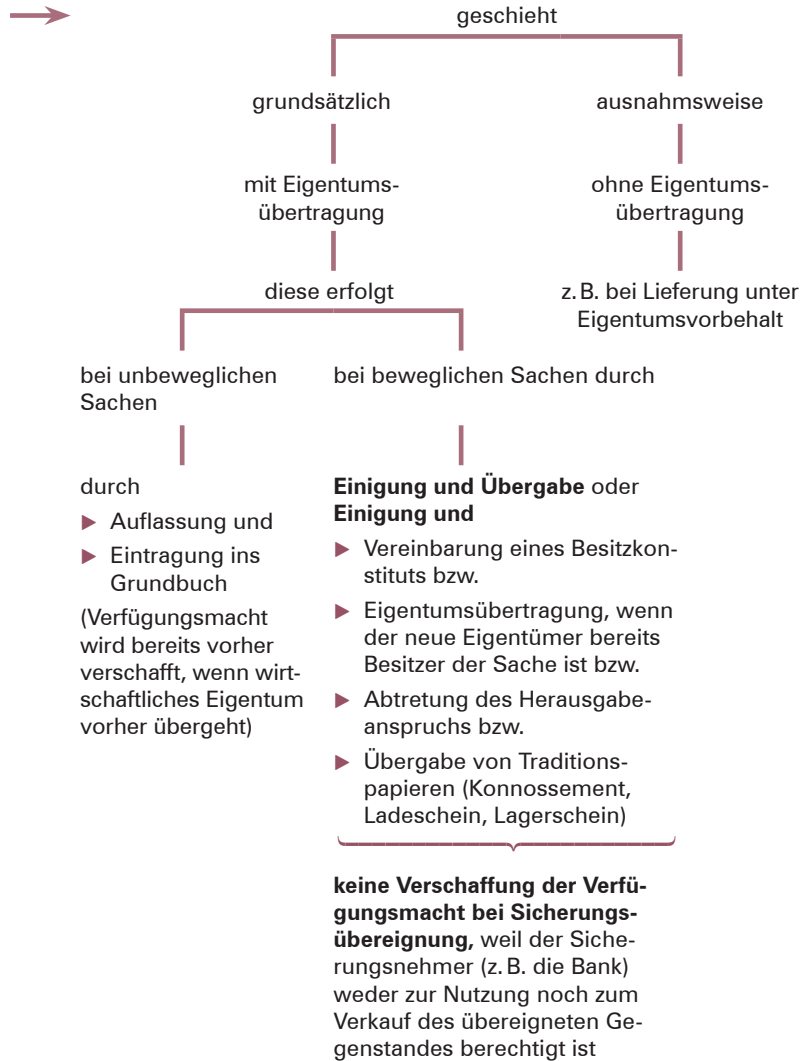 geschieht
grundsätzlich
ausnahmsweise
mit Eigentums-
übertragung
ohne Eigentums-
übertragung
diese erfolgt
z. B. bei Lieferung unter
Eigentumsvorbehalt
bei unbeweglichen
Sachen
durch
▶ Auflassung und
▶ Eintragung ins
Grundbuch
(Verfügungsmacht
wird bereits vorher
verschafft, wenn wirt-
schaftliches Eigentum
vorher übergeht)
bei beweglichen Sachen durch
Einigung und Übergabe oder
Einigung und
▶ Vereinbarung eines Besitzkon-
stituts bzw.
▶ Eigentumsübertragung, wenn
der neue Eigentümer bereits
Besitzer der Sache ist bzw.
▶ Abtretung des Herausgabe-
anspruchs bzw.
▶ Übergabe von Traditions-
papieren (Konnossement,
Ladeschein, Lagerschein)
keine Verschaffung der Verfü-
gungsmacht bei Sicherungs-
übereignung, weil der Siche-
rungsnehmer (z. B. die Bank)
weder zur Nutzung noch zum
Verkauf des übereigneten Ge-
genstandes berechtigt ist